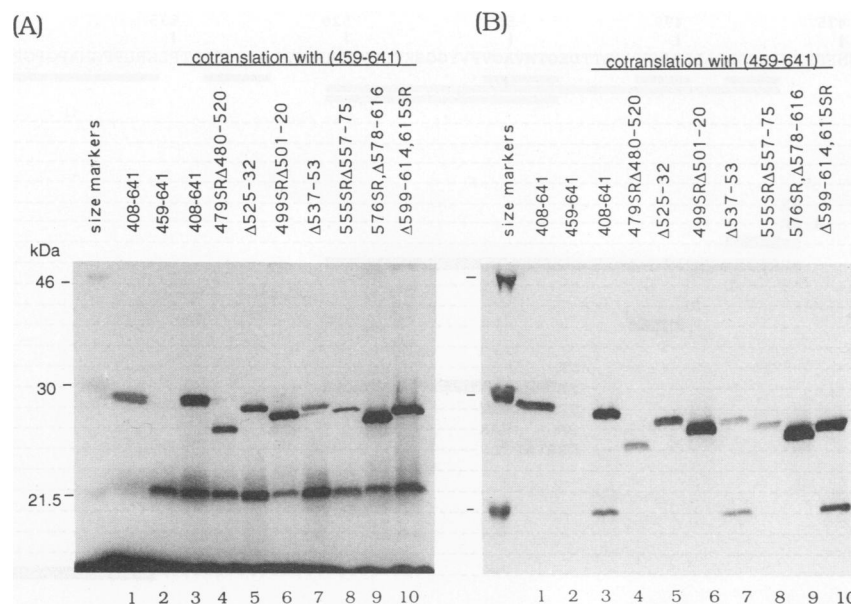 (A)
cotranslation with (459-641)
size markers
408-641
459-641
408-641
479SRΔ480-520
Δ525-32
499SRΔ501-20
Δ537-53
555SRΔ557-75
576SR,Δ578-616
Δ599-614,615SR
kDa
46
30
21.5
1 2 3 4 5 6 7 8 9 10
(B)
cotranslation with (459-641)
size markers
408-641
459-641
408-641
479SRΔ480-520
Δ525-32
499SRΔ501-20
Δ537-53
555SRΔ557-75
576SR,Δ578-616
Δ599-614,615SR
1 2 3 4 5 6 7 8 9 10